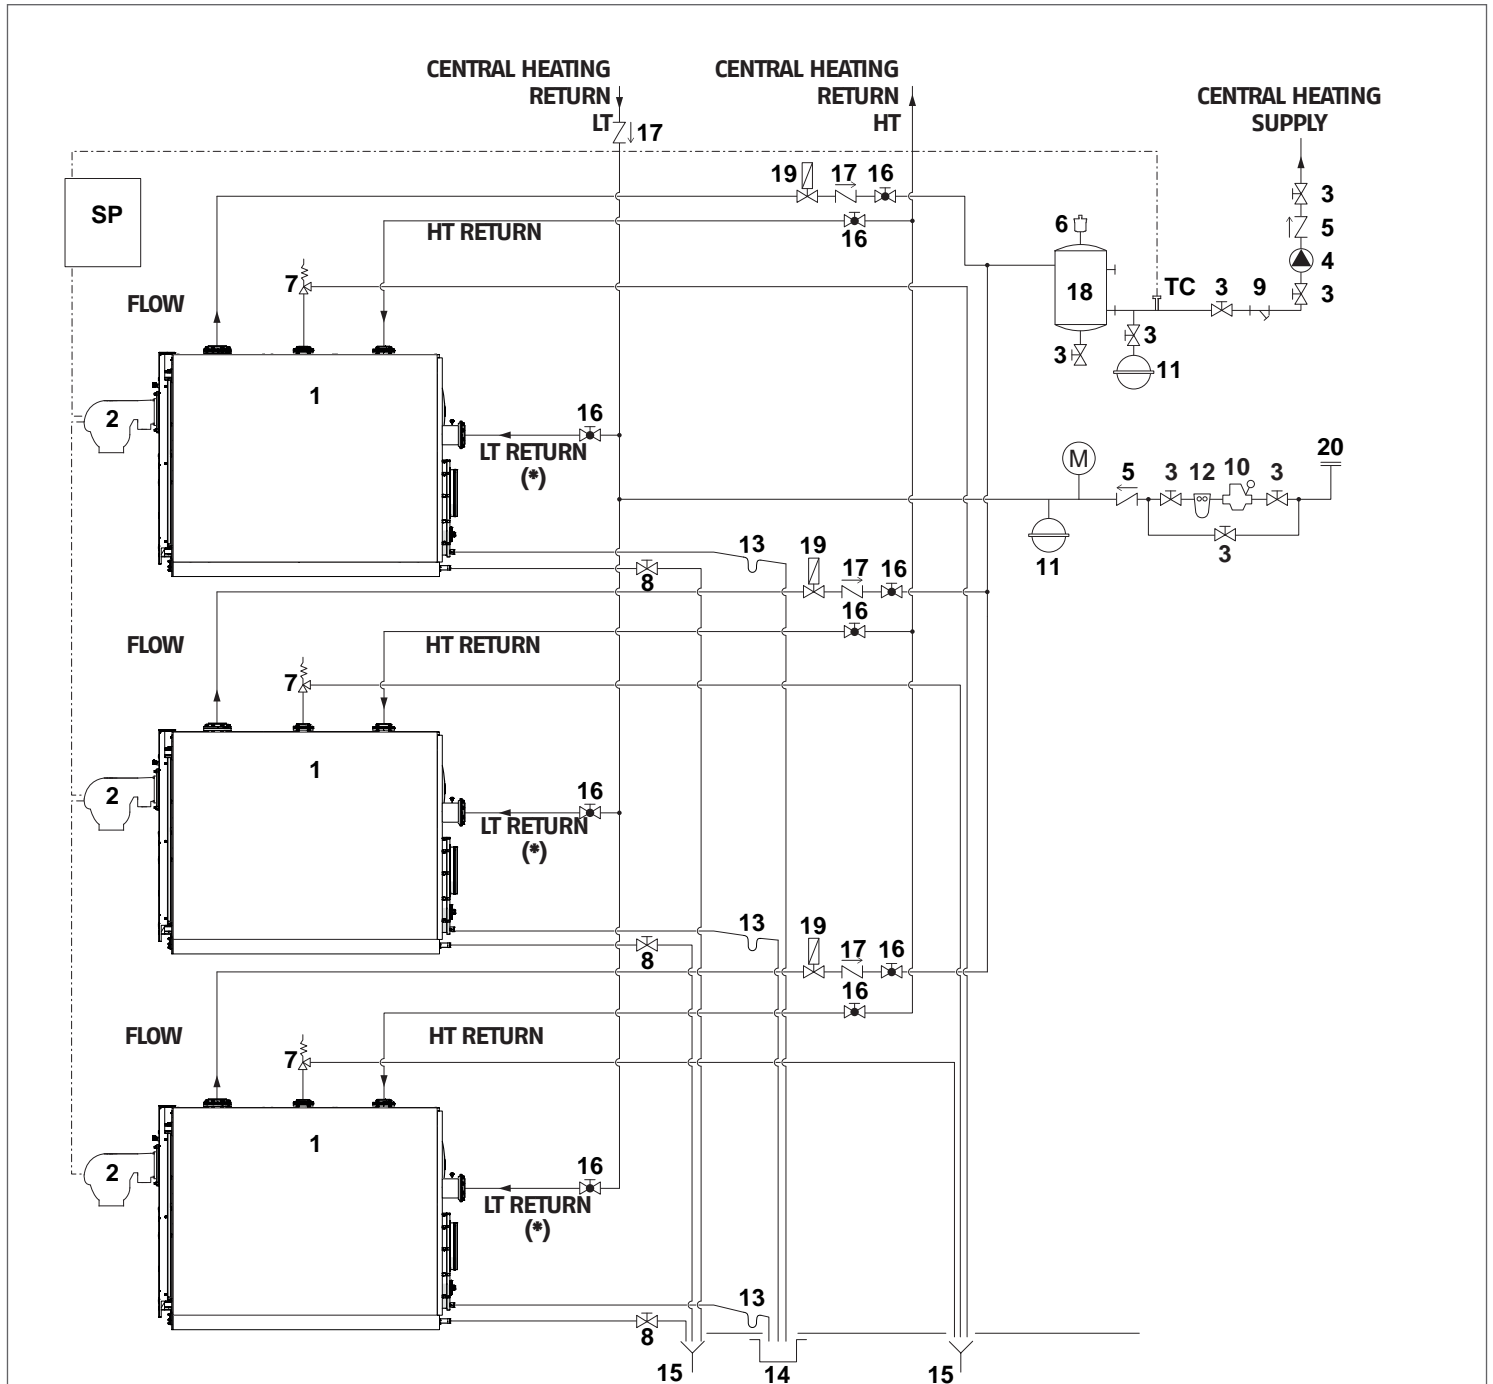 CENTRAL HEATING
RETURN
LT
17
CENTRAL HEATING
RETURN
HT
CENTRAL HEATING
SUPPLY
SP
19
17
16
16
HT RETURN
7
FLOW
6
18
3
11
3
TC
3
9
3
5
4
3
1
2
16
LT RETURN
(*)
M
11
5
3
12
10
3
20
3
13
8
19
17
16
16
FLOW
HT RETURN
7
1
2
16
LT RETURN
(*)
13
8
19
17
16
16
FLOW
HT RETURN
7
1
2
16
LT RETURN
(*)
13
8
15
14
15